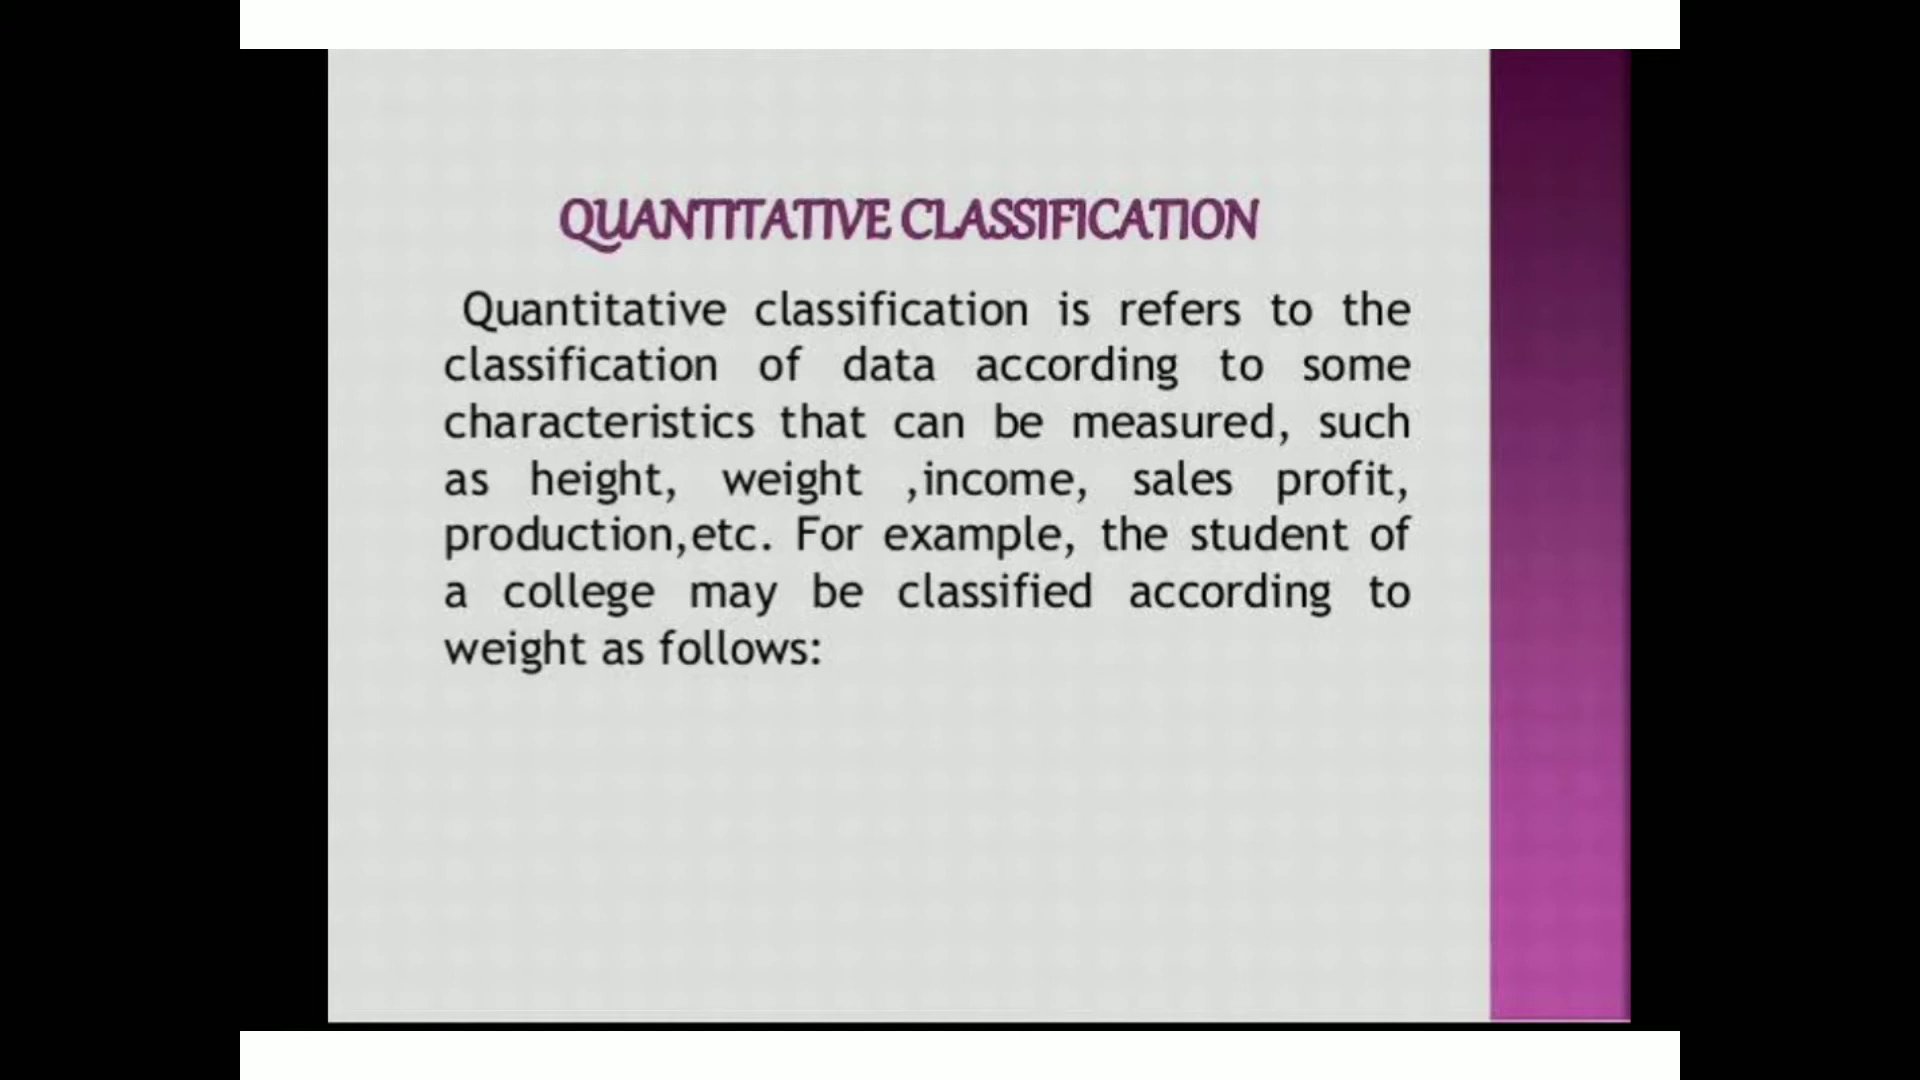 QUANTITATIVE CLASSIFICATION
Quantitative classification is refers to the
classification of data according to some
characteristics that can be measured, such
as height, weight ,income, sales profit,
production,etc. For example, the student of
a college may be classified according to
weight as follows: